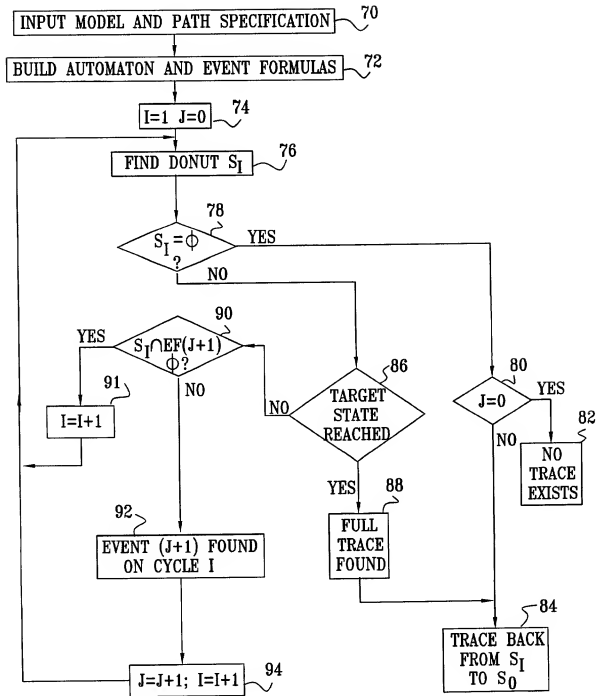 INPUT MODEL AND PATH SPECIFICATION
70
BUILD AUTOMATON AND EVENT FORMULAS
72
I=1 J=0
74
FIND DONUT S_I
76
78
S_I = ϕ
?
YES
NO
90
S_I∩EF(J+1)
ϕ?
YES
NO
91
I=I+1
86
TARGET
STATE
REACHED
NO
YES
80
J=0
YES
NO
82
NO
TRACE
EXISTS
88
FULL
TRACE
FOUND
92
EVENT (J+1) FOUND
ON CYCLE I
84
TRACE BACK
FROM S_I
TO S_0
J=J+1; I=I+1
94